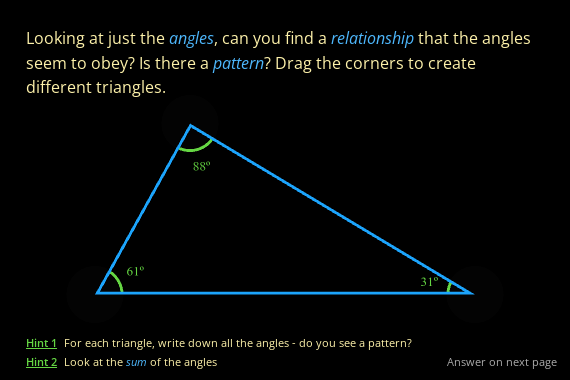 Looking at just the angles, can you find a relationship that the angles
seem to obey? Is there a pattern? Drag the corners to create
different triangles.
88º
61º
31º
Hint 1 For each triangle, write down all the angles - do you see a pattern?
Hint 2 Look at the sum of the angles
Answer on next page